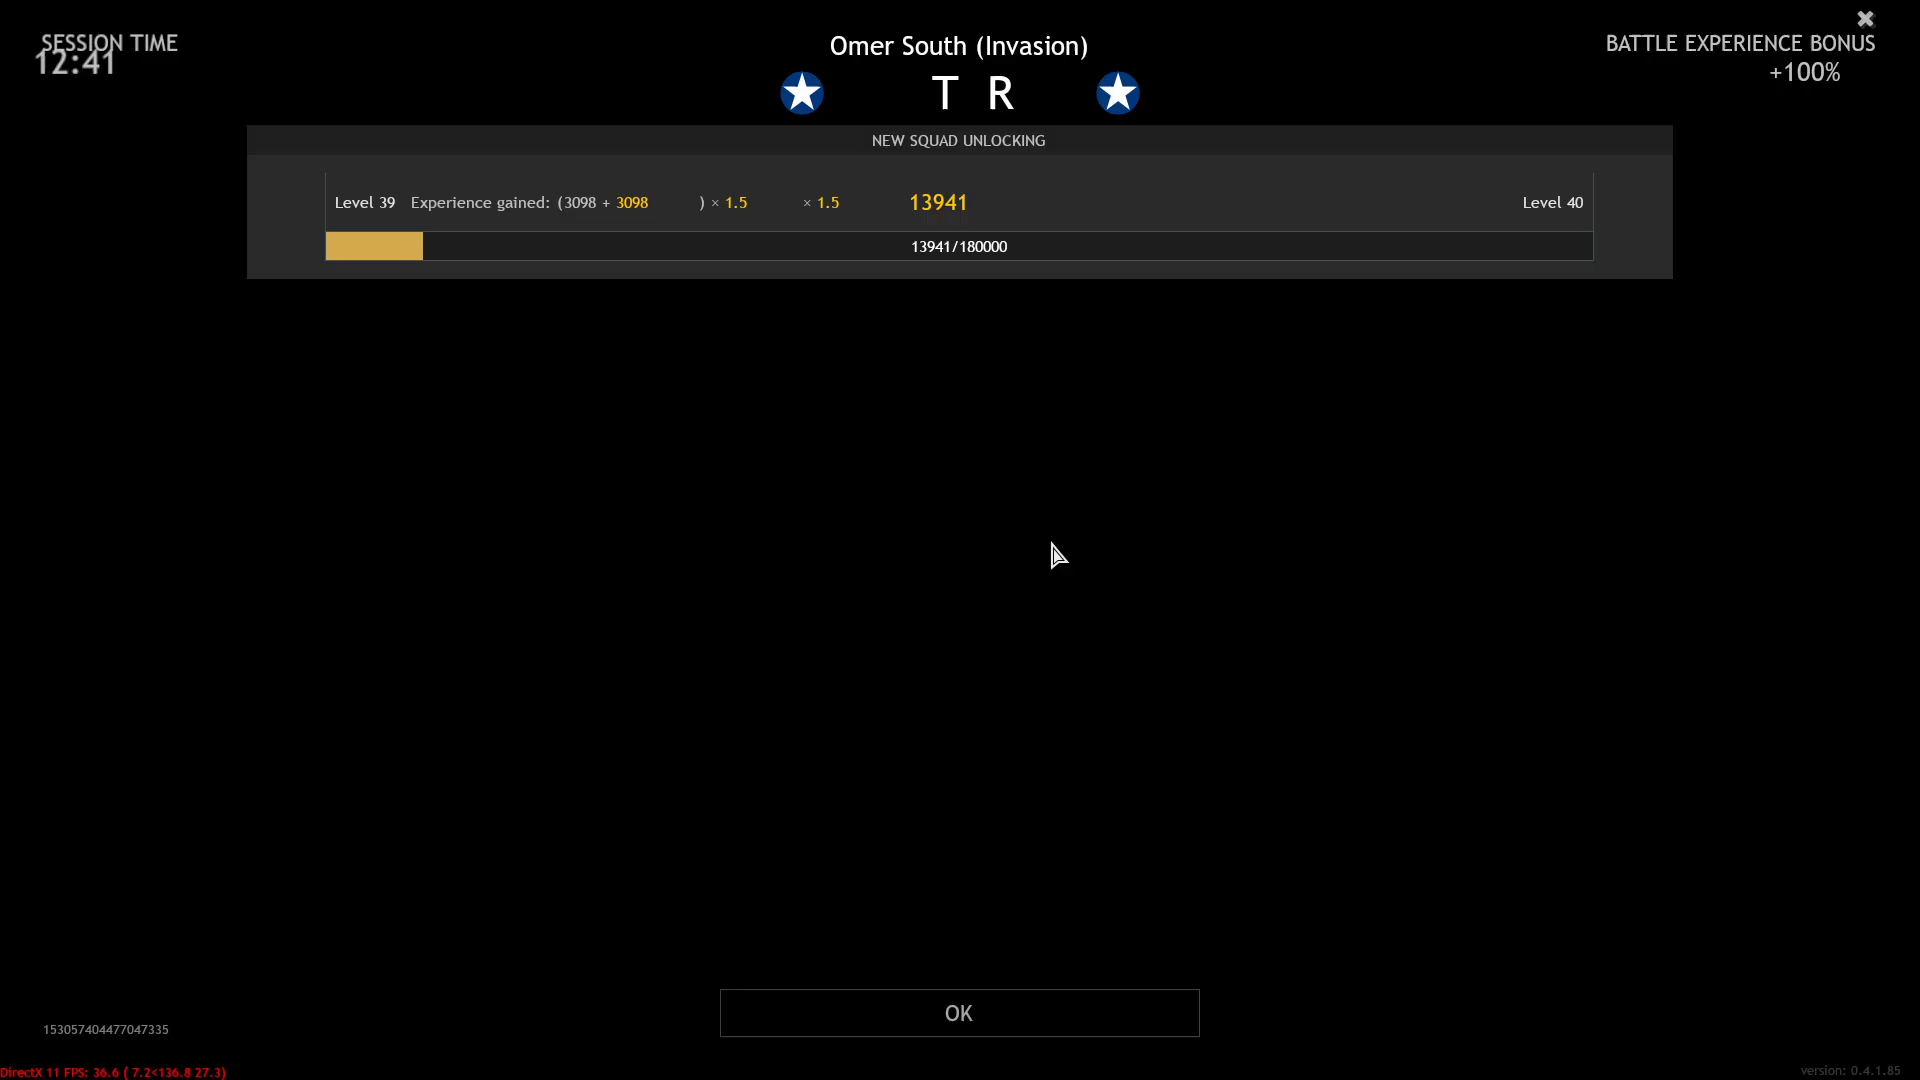 SESSION TIME
12:41
Omer South (Invasion)
T R
BATTLE EXPERIENCE BONUS
+100%
NEW SQUAD UNLOCKING
Level 39 Experience gained: (3098 + 3098 ) × 1.5 × 1.5 13941 Level 40
13941/180000
OK
153057404477047335
DirectX 11 FPS: 36.6 ( 7.2<136.8 27.3)
version: 0.4.1.85